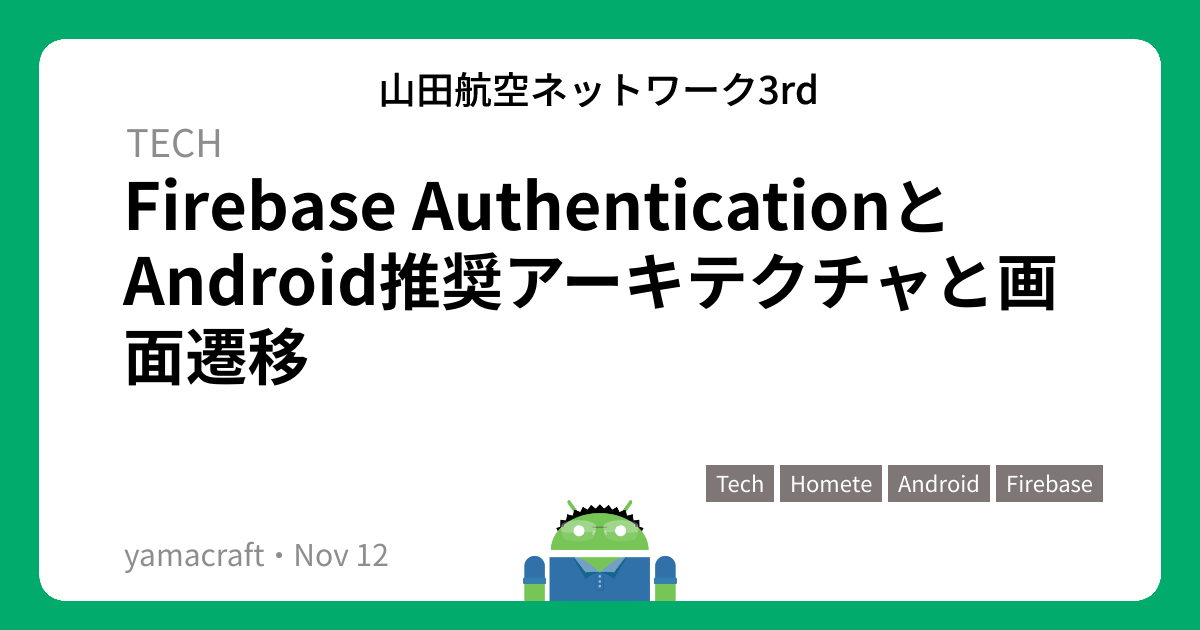 山田航空ネットワーク3rd
TECH
Firebase Authenticationと
Android推奨アーキテクチャと画
面遷移
Tech Homete Android Firebase
yamacraft・Nov 12